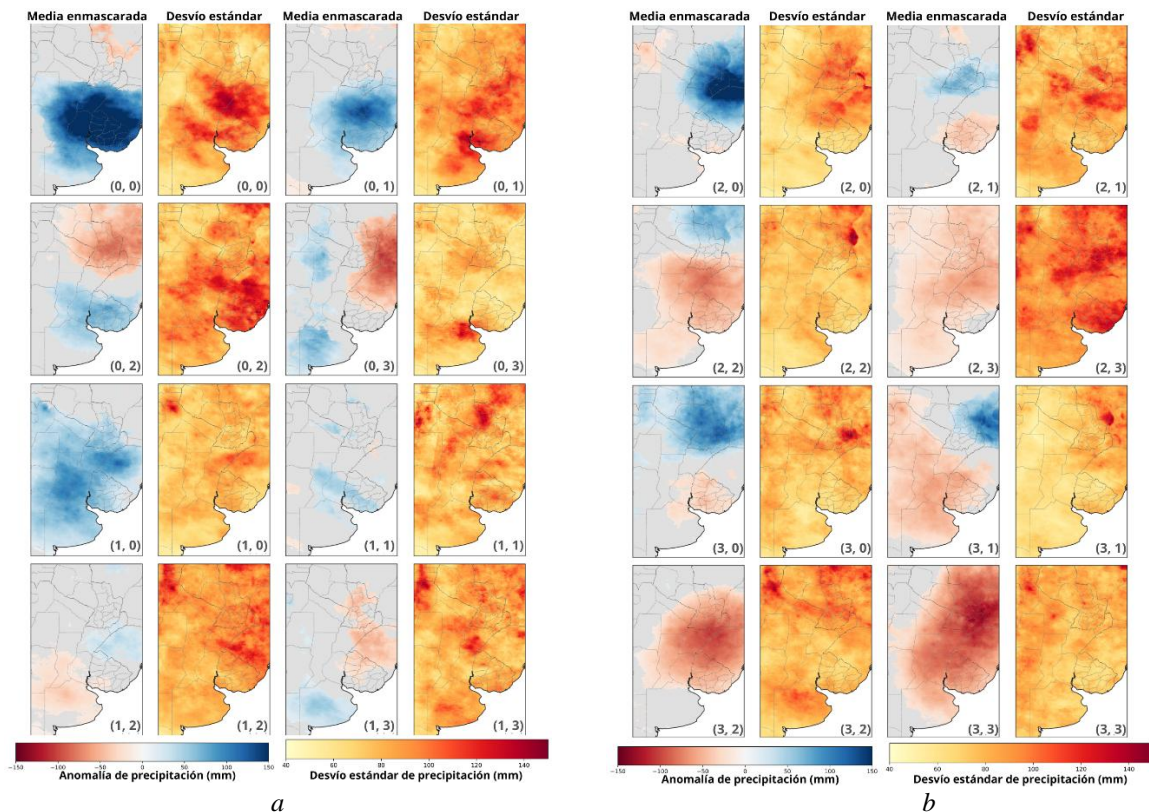 Media enmascarada Desvío estándar Media enmascarada Desvío estándar
(0, 0) (0, 0) (0, 1) (0, 1)
(0, 2) (0, 2) (0, 3) (0, 3)
(1, 0) (1, 0) (1, 1) (1, 1)
(1, 2) (1, 2) (1, 3) (1, 3)
−150 −100 −50 0 50 100 150 40 60 80 100 120 140
Anomalía de precipitación (mm) Desvío estándar de precipitación (mm)
a
Media enmascarada Desvío estándar Media enmascarada Desvío estándar
(2, 0) (2, 0) (2, 1) (2, 1)
(2, 2) (2, 2) (2, 3) (2, 3)
(3, 0) (3, 0) (3, 1) (3, 1)
(3, 2) (3, 2) (3, 3) (3, 3)
−150 −100 −50 0 50 100 150 40 60 80 100 120 140
Anomalía de precipitación (mm) Desvío estándar de precipitación (mm)
b